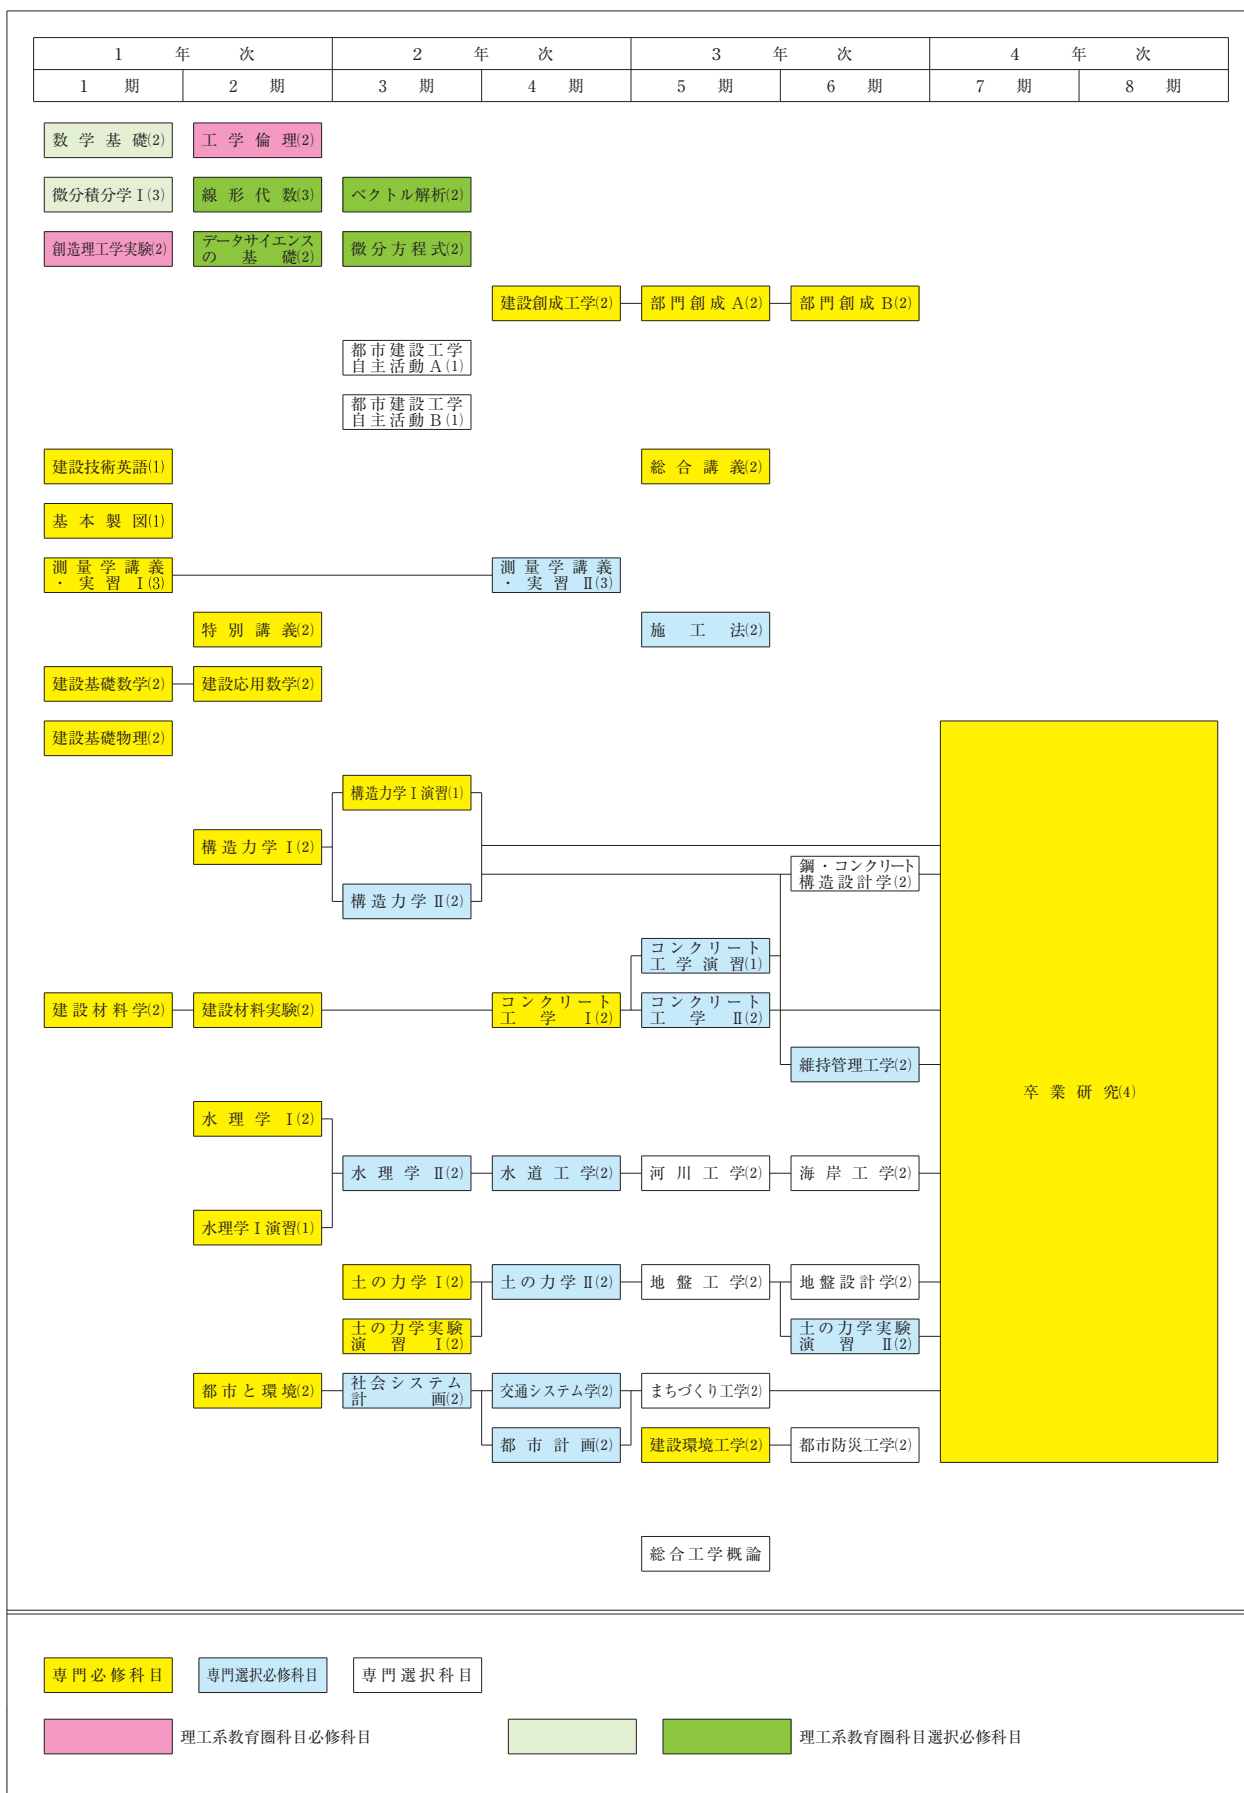 1 年 次
2 年 次
3 年 次
4 年 次
1 期
2 期
3 期
4 期
5 期
6 期
7 期
8 期
数学基礎(2)
工学倫理(2)
微分積分学Ⅰ(3)
線形代数(3)
ベクトル解析(2)
創造理工学実験(2)
データサイエンス
の基礎(2)
微分方程式(2)
建設創成工学(2)
部門創成A(2)
部門創成B(2)
都市建設工学
自主活動A(1)
都市建設工学
自主活動B(1)
建設技術英語(1)
総合講義(2)
基本製図(1)
測量学講義
・実習Ⅰ(3)
測量学講義
・実習Ⅱ(3)
特別講義(2)
施工法(2)
建設基礎数学(2)
建設応用数学(2)
建設基礎物理(2)
構造力学Ⅰ演習(1)
構造力学Ⅰ(2)
鋼・コンクリート
構造設計学(2)
構造力学Ⅱ(2)
コンクリート
工学演習(1)
建設材料学(2)
建設材料実験(2)
コンクリート
工学Ⅰ(2)
コンクリート
工学Ⅱ(2)
維持管理工学(2)
卒業研究(4)
水理学Ⅰ(2)
水理学Ⅱ(2)
水道工学(2)
河川工学(2)
海岸工学(2)
水理学Ⅰ演習(1)
土の力学Ⅰ(2)
土の力学Ⅱ(2)
地盤工学(2)
地盤設計学(2)
土の力学実験
演習Ⅰ(2)
土の力学実験
演習Ⅱ(2)
都市と環境(2)
社会システム
計画(2)
交通システム学(2)
まちづくり工学(2)
都市計画(2)
建設環境工学(2)
都市防災工学(2)
総合工学概論
専門必修科目
専門選択必修科目
専門選択科目
理工系教育圏科目必修科目
理工系教育圏科目選択必修科目